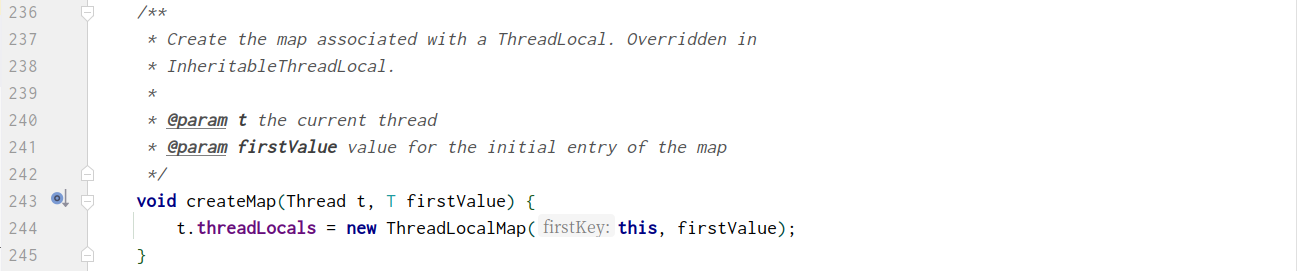 236 /**
237 * Create the map associated with a ThreadLocal. Overridden in
238 * InheritableThreadLocal.
239 *
240 * @param t the current thread
241 * @param firstValue value for the initial entry of the map
242 */
243 void createMap(Thread t, T firstValue) {
244 t.threadLocals = new ThreadLocalMap( firstKey: this, firstValue);
245 }